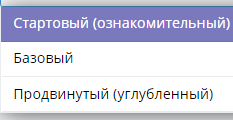 Стартовый (ознакомительный)
Базовый
Продвинутый (углубленный)